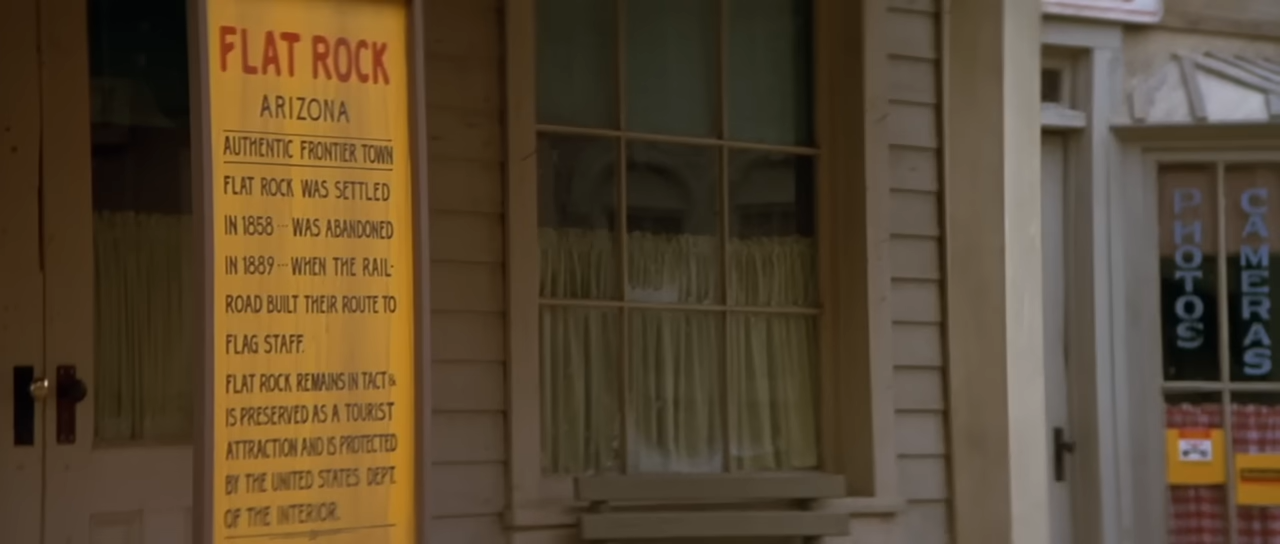 FLAT ROCK
ARIZONA
AUTHENTIC FRONTIER TOWN
FLAT ROCK WAS SETTLED
IN 1858 -- WAS ABANDONED
IN 1889 -- WHEN THE RAIL-
ROAD BUILT THEIR ROUTE TO
FLAG STAFF.
FLAT ROCK REMAINS IN TACT &
IS PRESERVED AS A TOURIST
ATTRACTION AND IS PROTECTED
BY THE UNITED STATES DEPT.
OF THE INTERIOR.
PHOTOS
CAMERAS